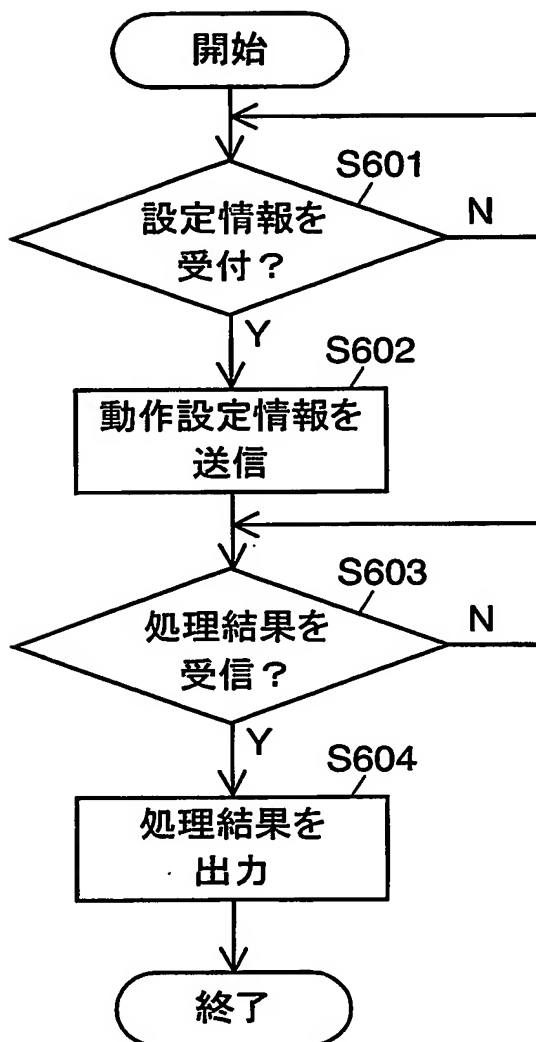 開始
S601
設定情報を
受付？
N
Y
S602
動作設定情報を
送信
S603
処理結果を
受信？
N
Y
S604
処理結果を
出力
終了